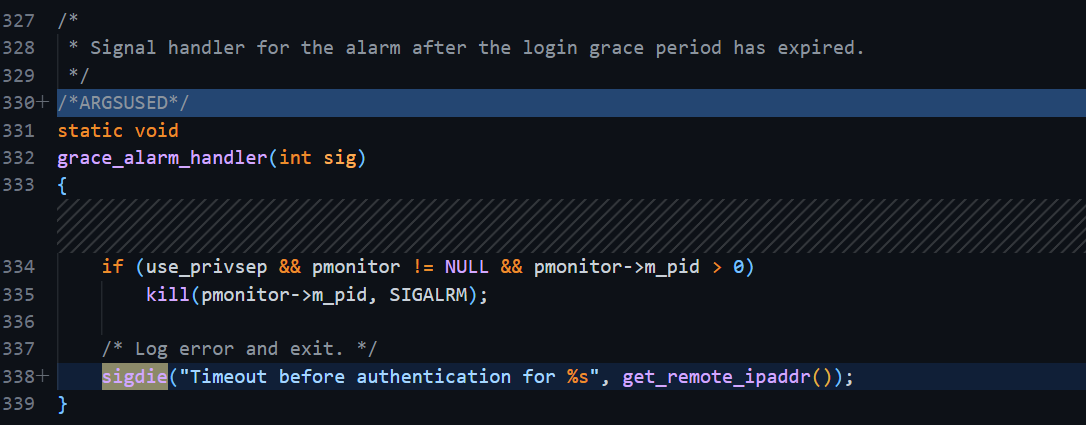 327 /*
328  * Signal handler for the alarm after the login grace period has expired.
329  */
330+ /*ARGSUSED*/
331 static void
332 grace_alarm_handler(int sig)
333 {
334     if (use_privsep && pmonitor != NULL && pmonitor->m_pid > 0)
335         kill(pmonitor->m_pid, SIGALRM);
336
337     /* Log error and exit. */
338+     sigdie("Timeout before authentication for %s", get_remote_ipaddr());
339 }